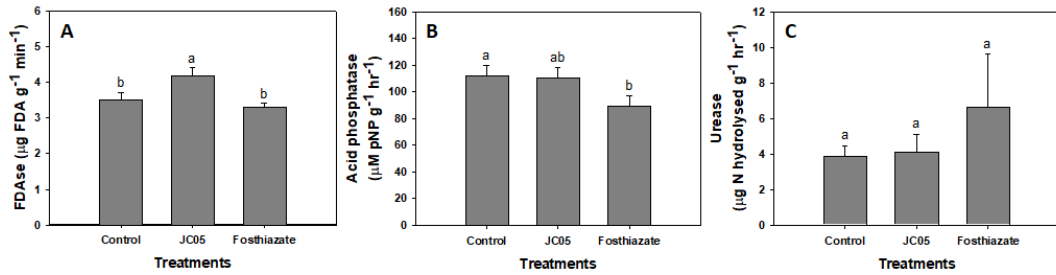 A
FDAse (µg FDA g⁻¹ min⁻¹)
6
5
4
3
2
1
0
b
a
b
Control
JC05
Fosthiazate
Treatments
B
Acid phosphatase
(µM pNP g⁻¹ hr⁻¹)
160
140
120
100
80
60
40
20
0
a
ab
b
Control
JC05
Fosthiazate
Treatments
C
Urease
(µg N hydrolysed g⁻¹ hr⁻¹)
12
10
8
6
4
2
0
a
a
a
Control
JC05
Fosthiazate
Treatments